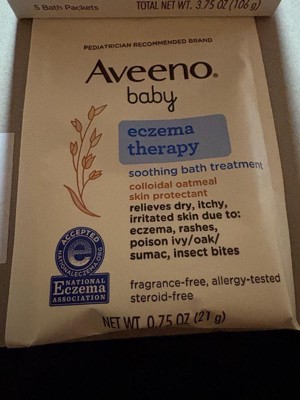 5 Bath Packets
TOTAL NET WT. 3.75 OZ (106 g)
PEDIATRICIAN RECOMMENDED BRAND
Aveeno®
baby
eczema
therapy
soothing bath treatment
colloidal oatmeal
skin protectant
relieves dry, itchy,
irritated skin due to:
eczema, rashes,
poison ivy/oak/
sumac, insect bites
ACCEPTED
NATIONALECZEMA.ORG
NATIONAL
Eczema
ASSOCIATION
fragrance-free, allergy-tested
steroid-free
NET WT. 0.75 OZ (21 g)